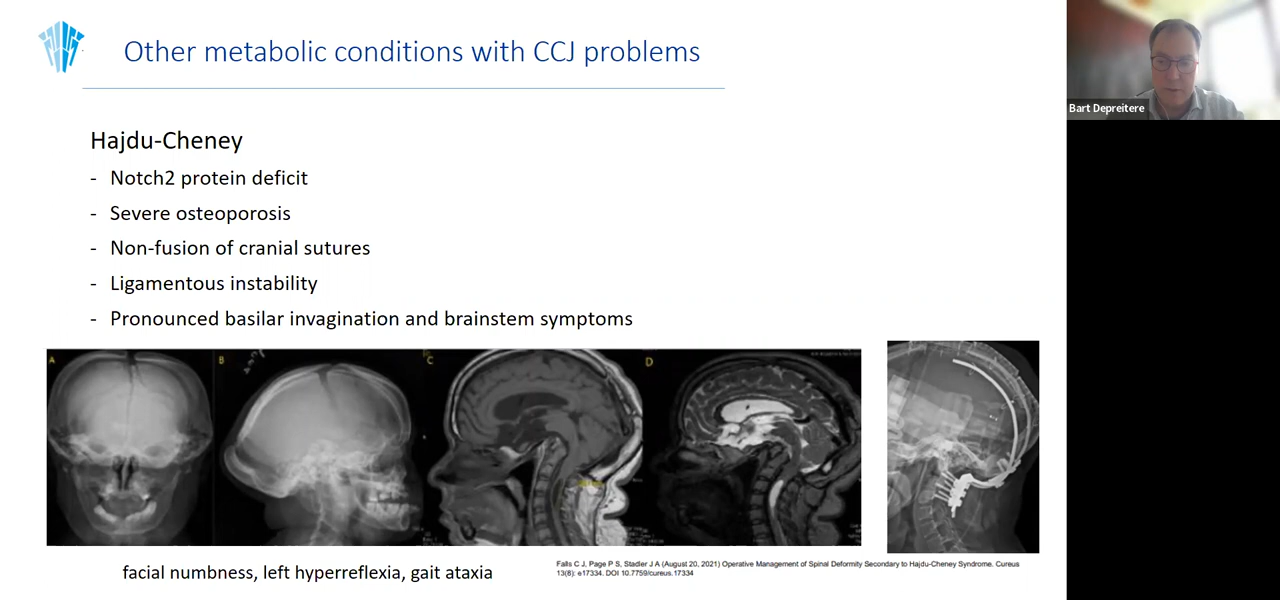 Other metabolic conditions with CCJ problems
Bart Depreitere
Hajdu-Cheney
- Notch2 protein deficit
- Severe osteoporosis
- Non-fusion of cranial sutures
- Ligamentous instability
- Pronounced basilar invagination and brainstem symptoms
A
B
C
D
facial numbness, left hyperreflexia, gait ataxia
Falls C J, Page P S, Stadler J A (August 20, 2021) Operative Management of Spinal Deformity Secondary to Hajdu-Cheney Syndrome. Cureus
13(8): e17334. DOI 10.7759/cureus.17334